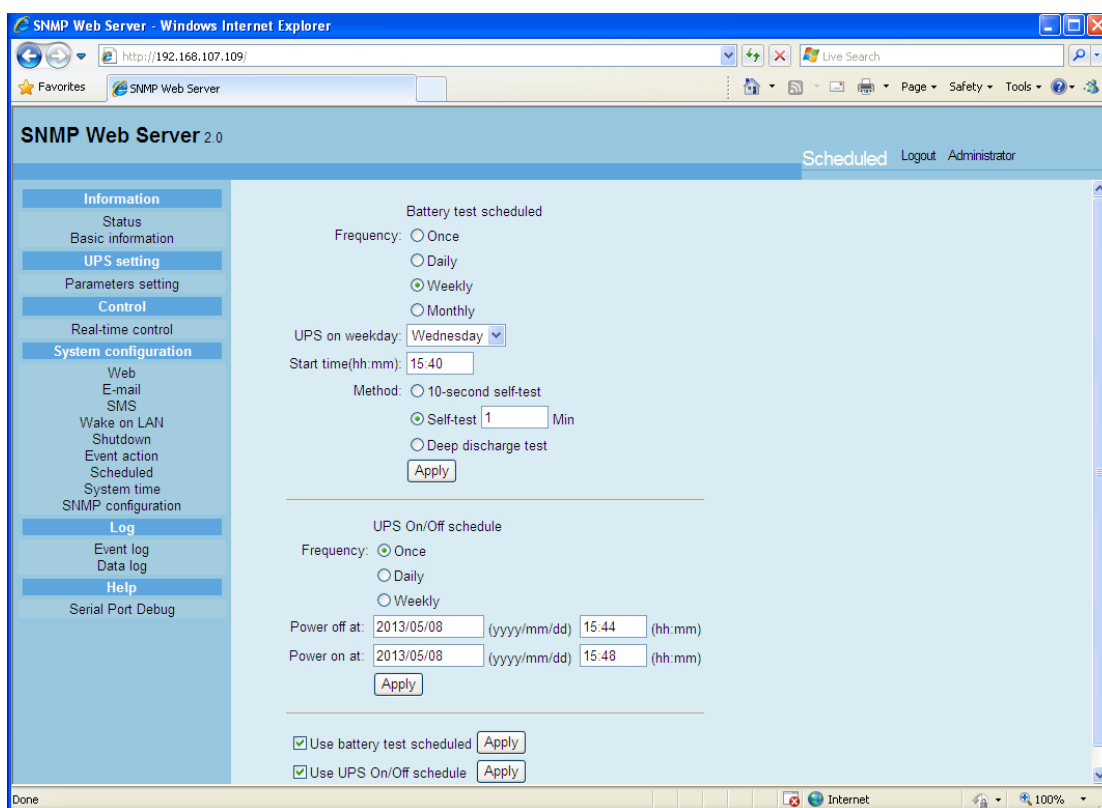 SNMP Web Server - Windows Internet Explorer
http://192.168.107.109/
Live Search
Favorites
SNMP Web Server
Page
Safety
Tools
SNMP Web Server 2.0
Scheduled Logout Administrator
Information
Status
Basic information
UPS setting
Parameters setting
Control
Real-time control
System configuration
Web
E-mail
SMS
Wake on LAN
Shutdown
Event action
Scheduled
System time
SNMP configuration
Log
Event log
Data log
Help
Serial Port Debug
Battery test scheduled
Frequency: Once
Daily
Weekly
Monthly
UPS on weekday: Wednesday
Start time(hh:mm): 15:40
Method: 10-second self-test
Self-test 1 Min
Deep discharge test
Apply
UPS On/Off schedule
Frequency: Once
Daily
Weekly
Power off at: 2013/05/08 (yyyy/mm/dd) 15:44 (hh:mm)
Power on at: 2013/05/08 (yyyy/mm/dd) 15:48 (hh:mm)
Apply
Use battery test scheduled Apply
Use UPS On/Off schedule Apply
Done
Internet
100%